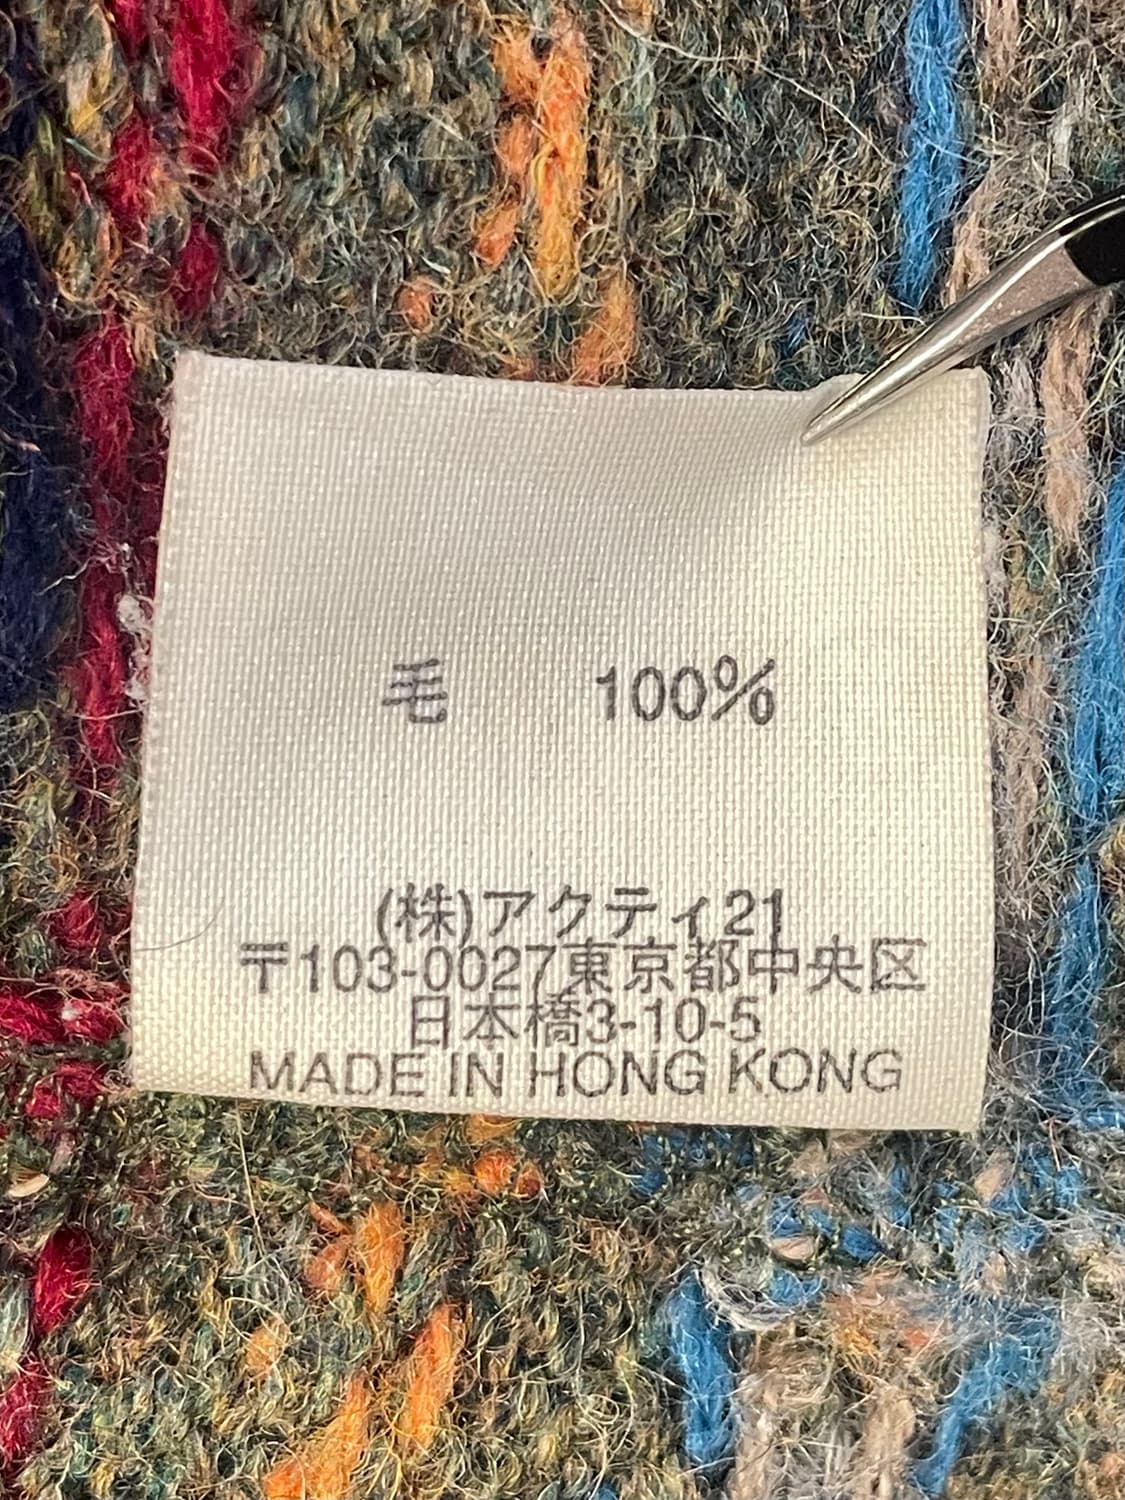 毛 100%
(株)アクティ21
〒103-0027東京都中央区
日本橋3-10-5
MADE IN HONG KONG